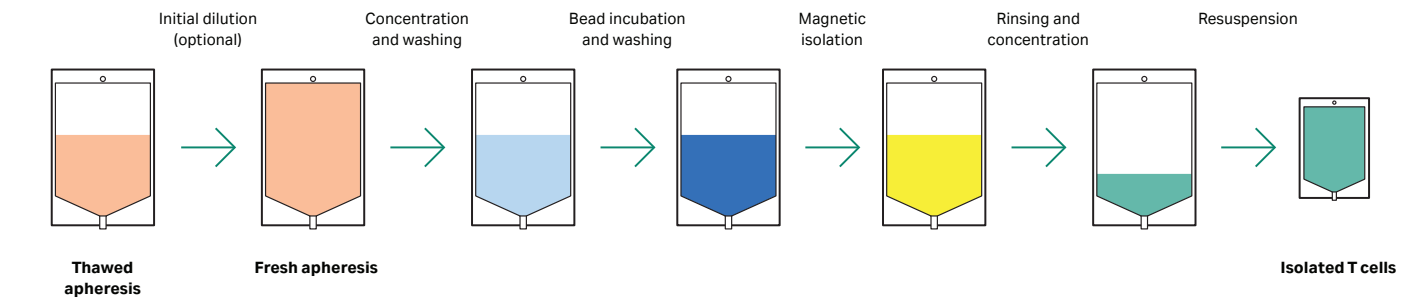 Initial dilution
(optional)
Concentration
and washing
Bead incubation
and washing
Magnetic
isolation
Rinsing and
concentration
Resuspension
Thawed
apheresis
Fresh apheresis
Isolated T cells